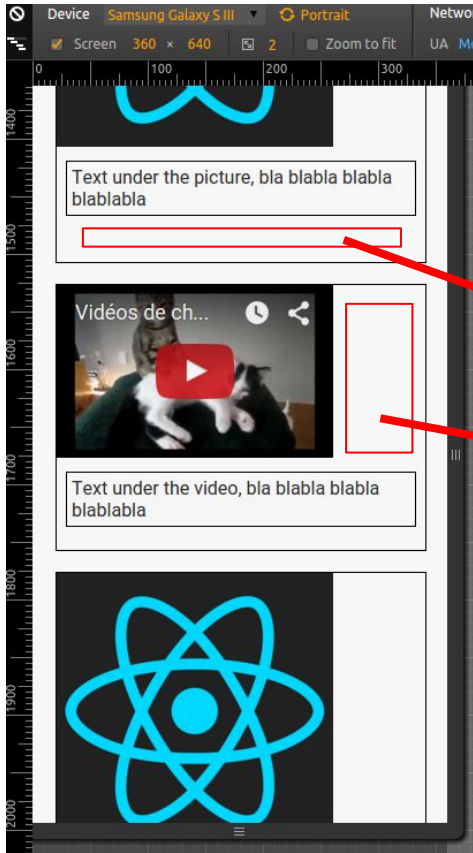 Device Samsung Galaxy S III Portrait Netwo
Screen 360 × 640 2 Zoom to fit UA M
0 100 200 300
1400
Text under the picture, bla blabla blabla
blablabla
1500
Vidéos de ch...
1600
1700
Text under the video, bla blabla blabla
blablabla
1800
1900
2000